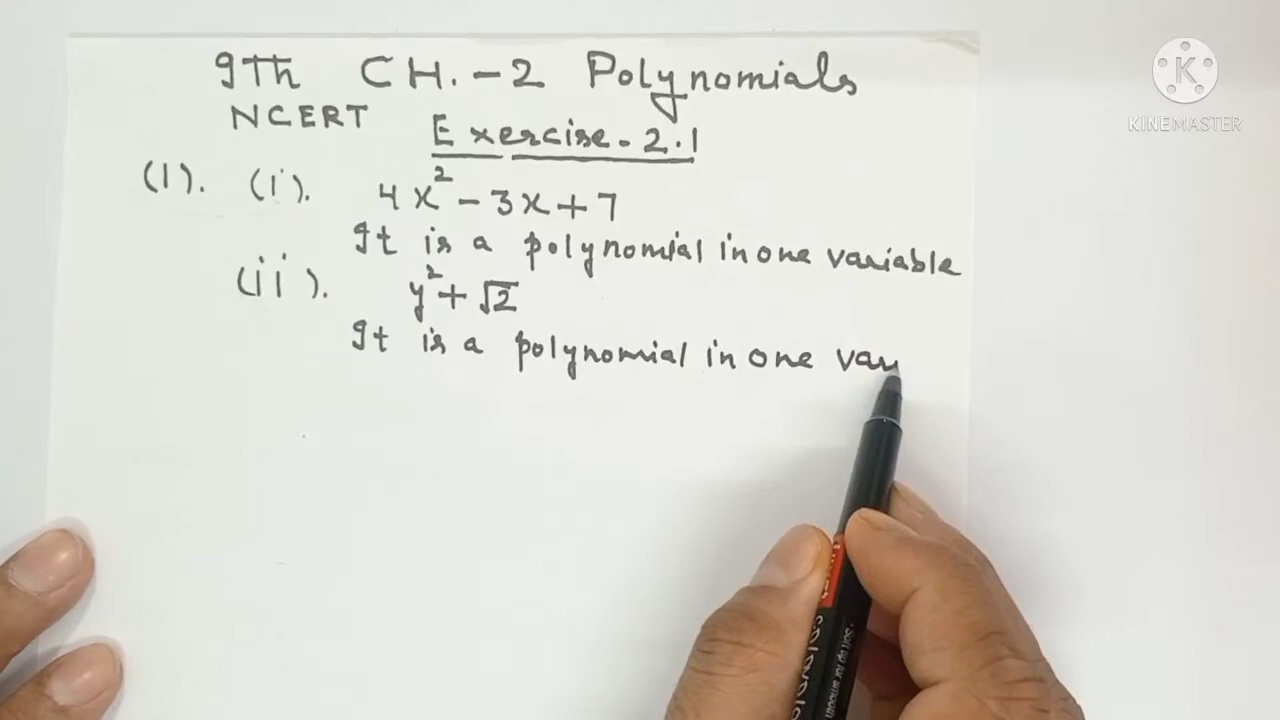 9Th CH.-2 Polynomials
NCERT
Exercise-2.1
(1). (i). 4x² - 3x + 7
It is a polynomial in one variable
(ii). y² + √2
It is a polynomial in one var
KINEMASTER